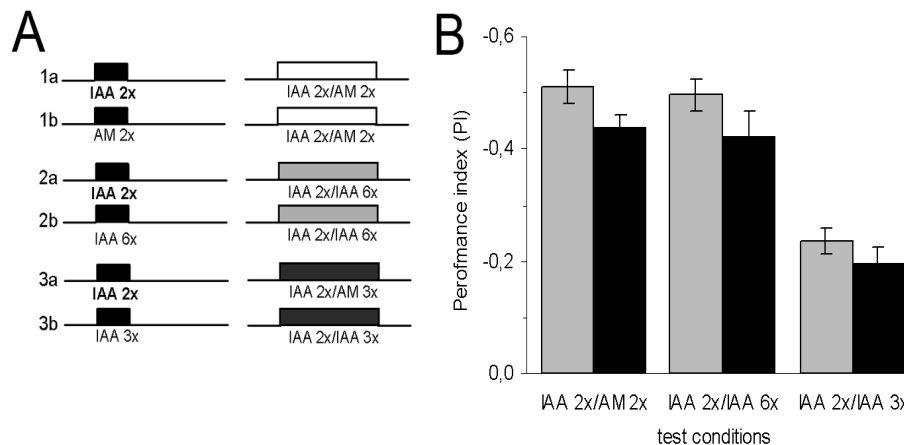 A
1a
IAA 2x
IAA 2x/AM 2x
1b
AM 2x
IAA 2x/AM 2x
2a
IAA 2x
IAA 2x/IAA 6x
2b
IAA 6x
IAA 2x/IAA 6x
3a
IAA 2x
IAA 2x/AM 3x
3b
IAA 3x
IAA 2x/IAA 3x
B
Perofmance index (PI)
-0,6
-0,4
-0,2
0,0
IAA 2x/AM 2x
IAA 2x/IAA 6x
IAA 2x/IAA 3x
test conditions